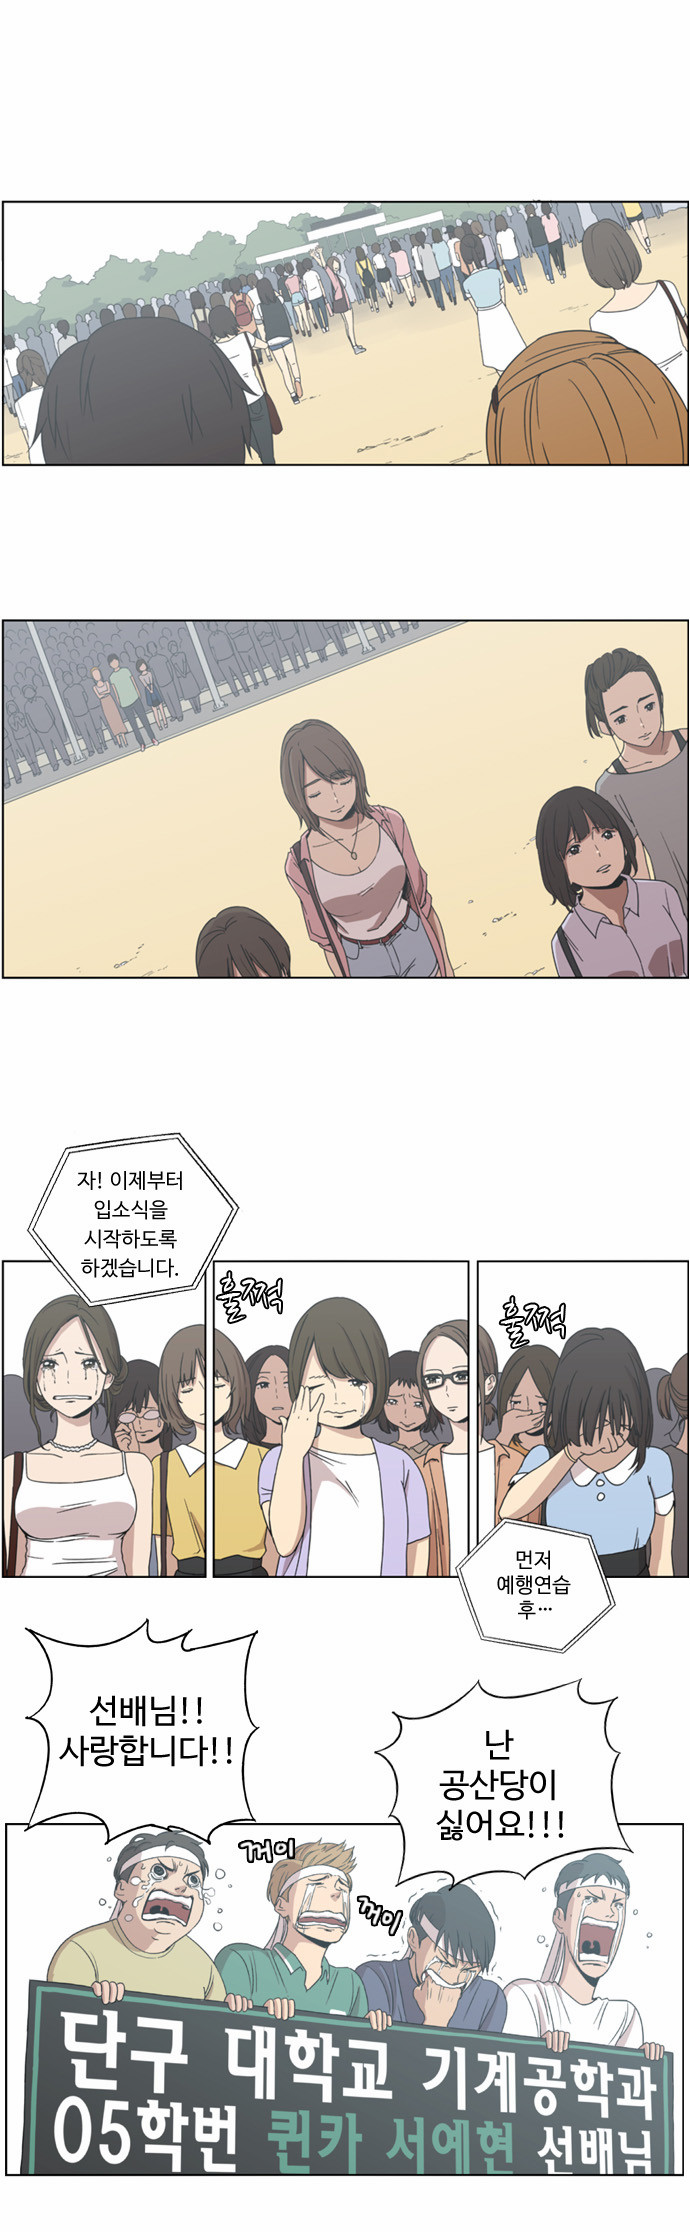 자! 이제부터
입소식을
시작하도록
하겠습니다.
훌쩍
훌쩍
먼저
예행연습
후…
선배님!!
사랑합니다!!
난
공산당이
싫어요!!!
꺼이
꺼이
단구 대학교 기계공학과
05학번 퀸카 서예현 선배님